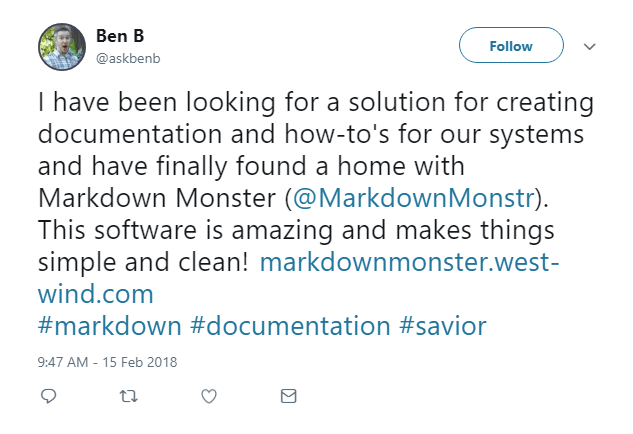 Ben B
@askbenb
Follow
I have been looking for a solution for creating
documentation and how-to's for our systems
and have finally found a home with
Markdown Monster (@MarkdownMonstr).
This software is amazing and makes things
simple and clean! markdownmonster.west-
wind.com
#markdown #documentation #savior
9:47 AM - 15 Feb 2018